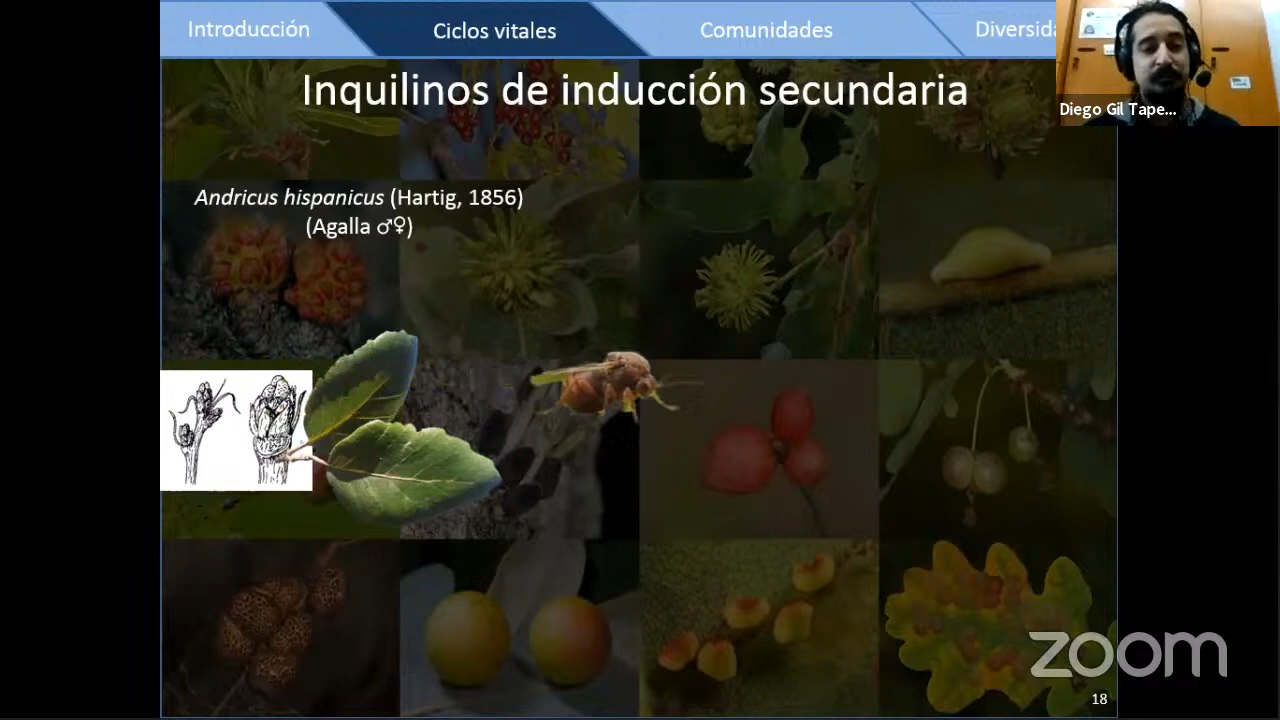 Introducción
Ciclos vitales
Comunidades
Diversida
Diego Gil Tape...
Inquilinos de inducción secundaria
Andricus hispanicus (Hartig, 1856)
(Agalla ♂♀)
zoom
18